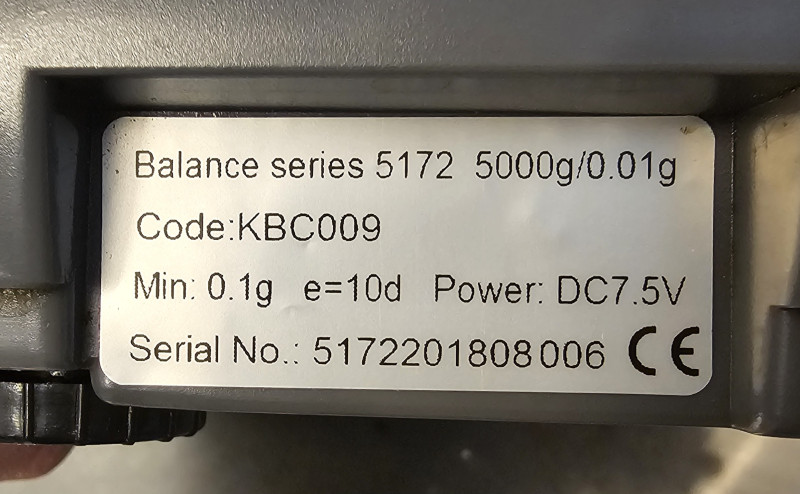 Balance series 5172 5000g/0.01g
Code:KBC009
Min: 0.1g e=10d Power: DC7.5V
Serial No.: 5172201808006 CE